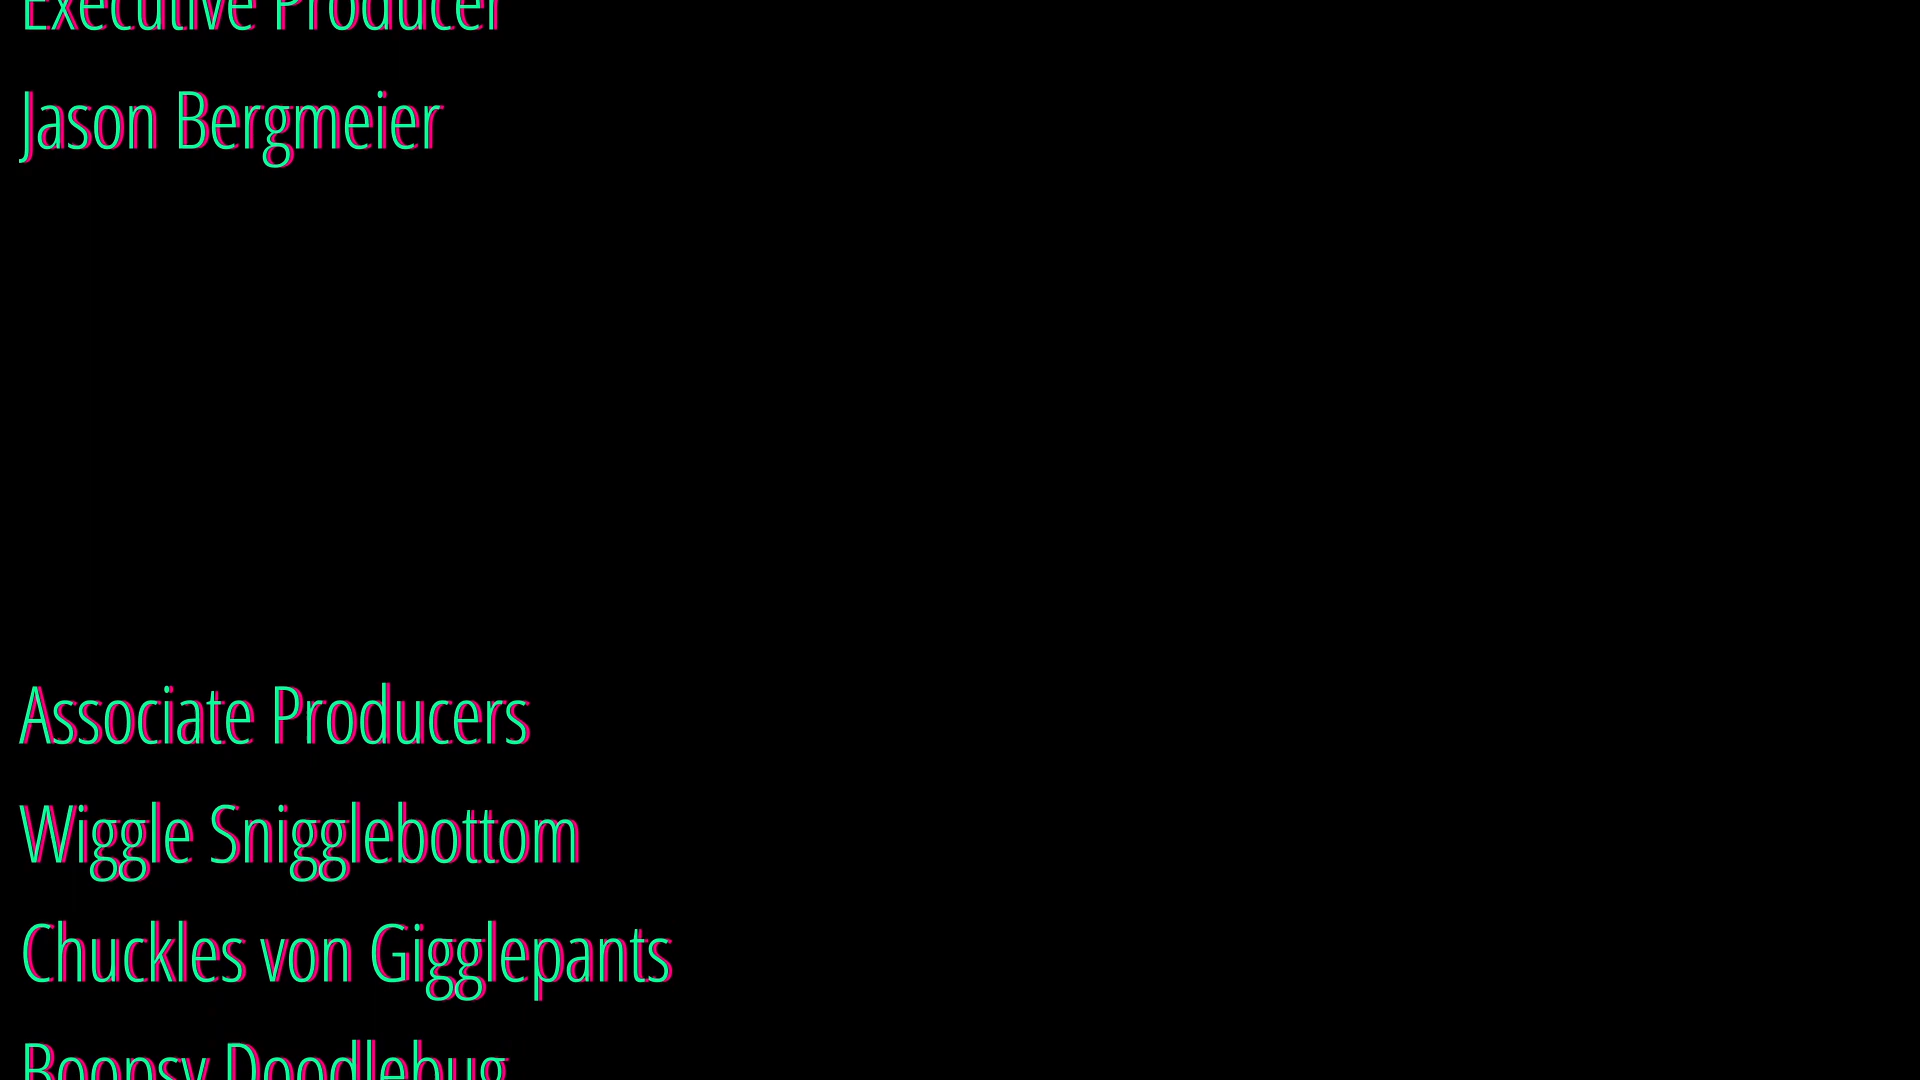 Executive Producer
Jason Bergmeier
Associate Producers
Wiggle Snigglebottom
Chuckles von Gigglepants
Boopsy Doodlebug